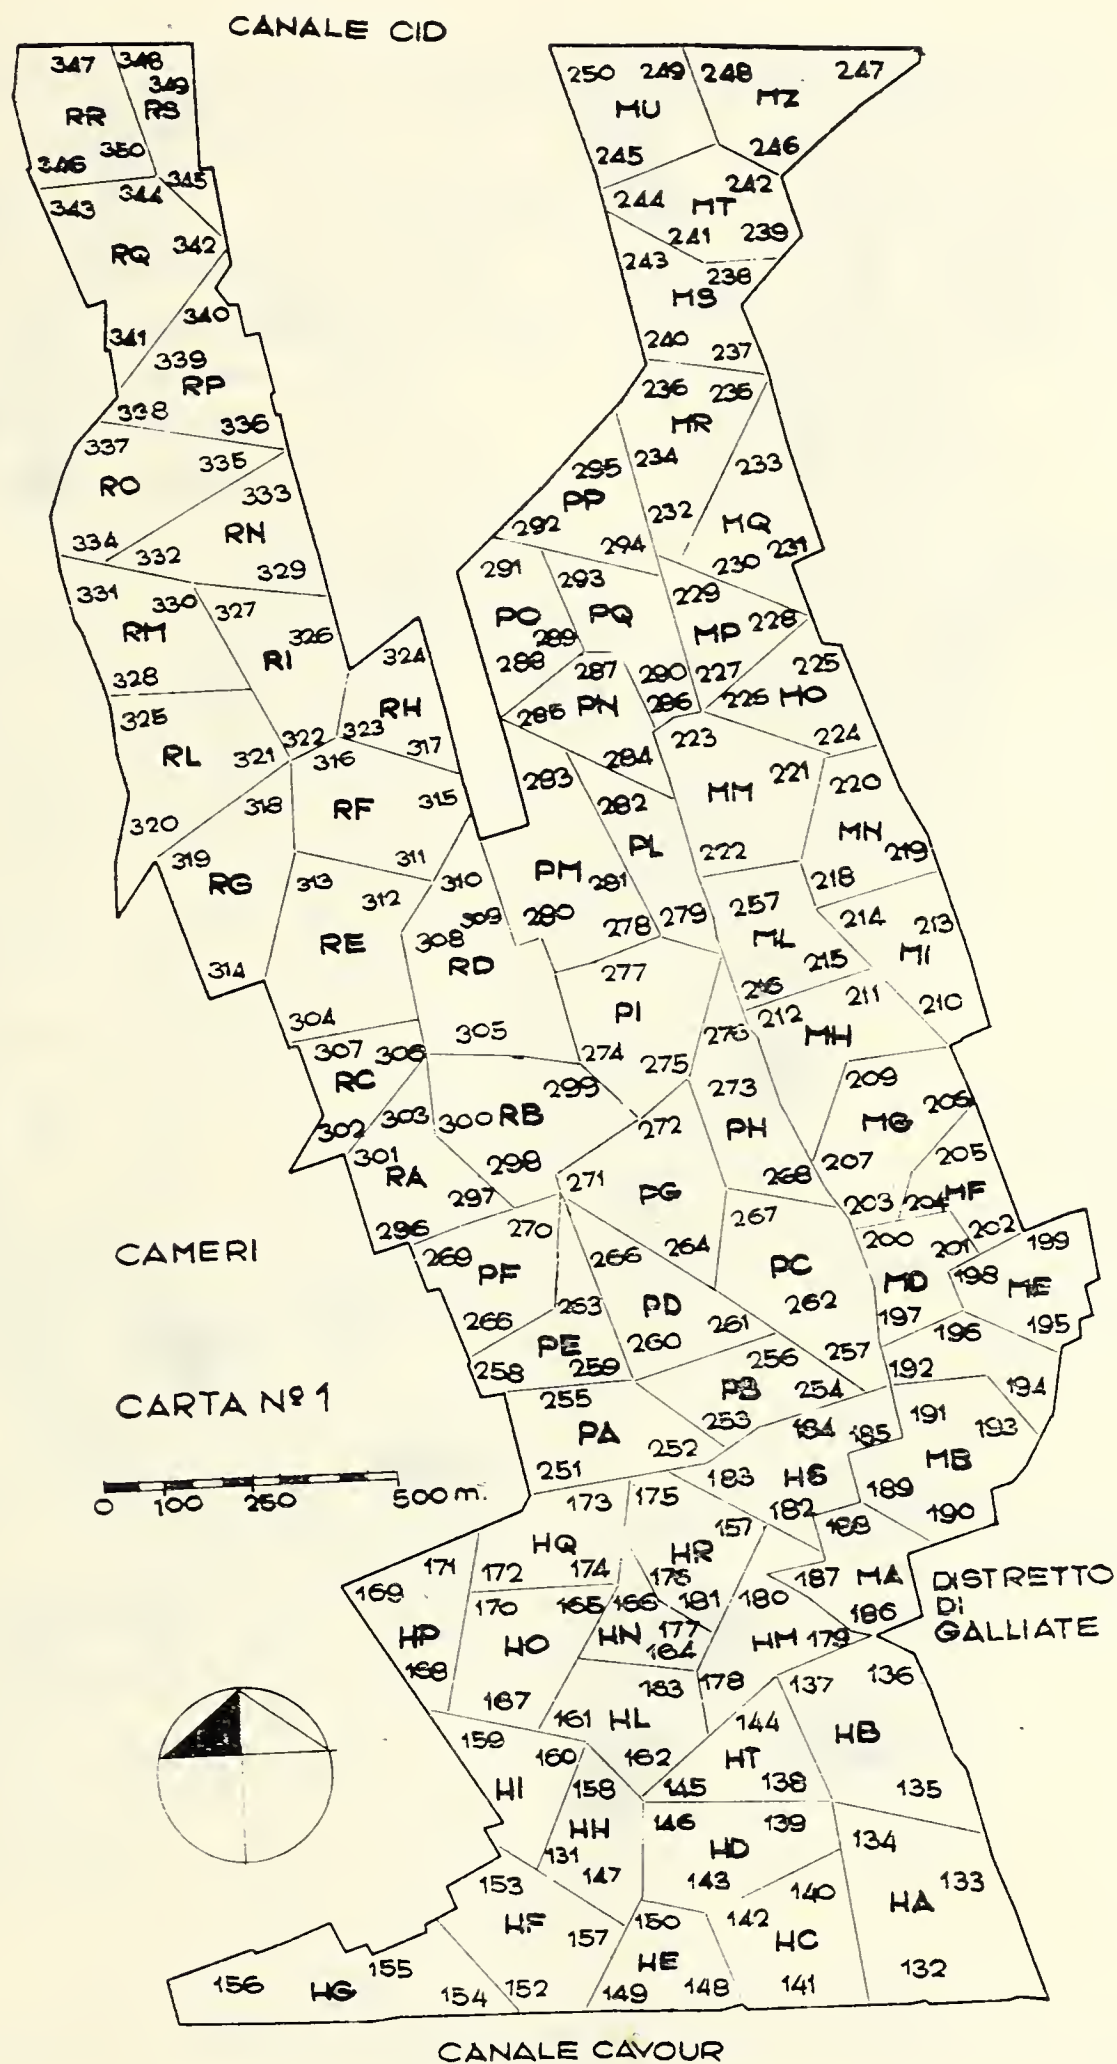 CANALE CID
347 348 250 249 248 247
349
RR RS MU MZ
346 350 245 246
343 344 345 244 242
MT
RQ 342 241 239
243 238
MS
341 340 240 237
339
RP 236 235
338 336 MR
337 335 295 234 233
RO 333 PP
334 332 RN 292 232 MQ
294 230 231
331 330 329 291 293 229
327
RM 326 PO PQ MP 228
289
RI 324 288 287 290 227 225
328
325 RH 285 PN 286 226 MO
322 323
RL 321 316 317 284 223 224
283 221
318 RF 315 282 MM 220
320
319 311 PL 222 MN 219
RG 313 312 310 PM 281 218
309 280 278 279 257 214 213
308
RE RD ML MI
314 277 215
216 211 210
304 305 PI 212
307 306 274 275 276 MH
RC 299 273 209
302 303 300 RB 272 PH MG 206
301 298 268 207 205
RA 297 271 PG MF
296 270 267 203 204
264 200 201 202 199
CAMERI 269 266
PF PC MD 198 ME
263 PD 262
266 261 197 195
PE 260 257 196
258 259 256 192
255 254 194
CARTA Nº 1 PB
253 184 185 191 193
PA 252
251 183 HS MB
173 175 182 189
0 100 250 500 m. 157 188 190
HQ HR
171 172 174 176 187 MA DISTRETTO
169 170 165 166 181 180 186 DI
HP HO HN 177 HM 179 GALLIATE
168 164
163 178 137 136
167 161 HL 144
159 HB
160 162 HT
HI 158 145 138 135
HH 146 139 134
131 HD
147 143 140 133
153 HA
HF 157 150 142 HC
155 HE
156 HG 132
154 152 149 148 141
CANALE CAVOUR